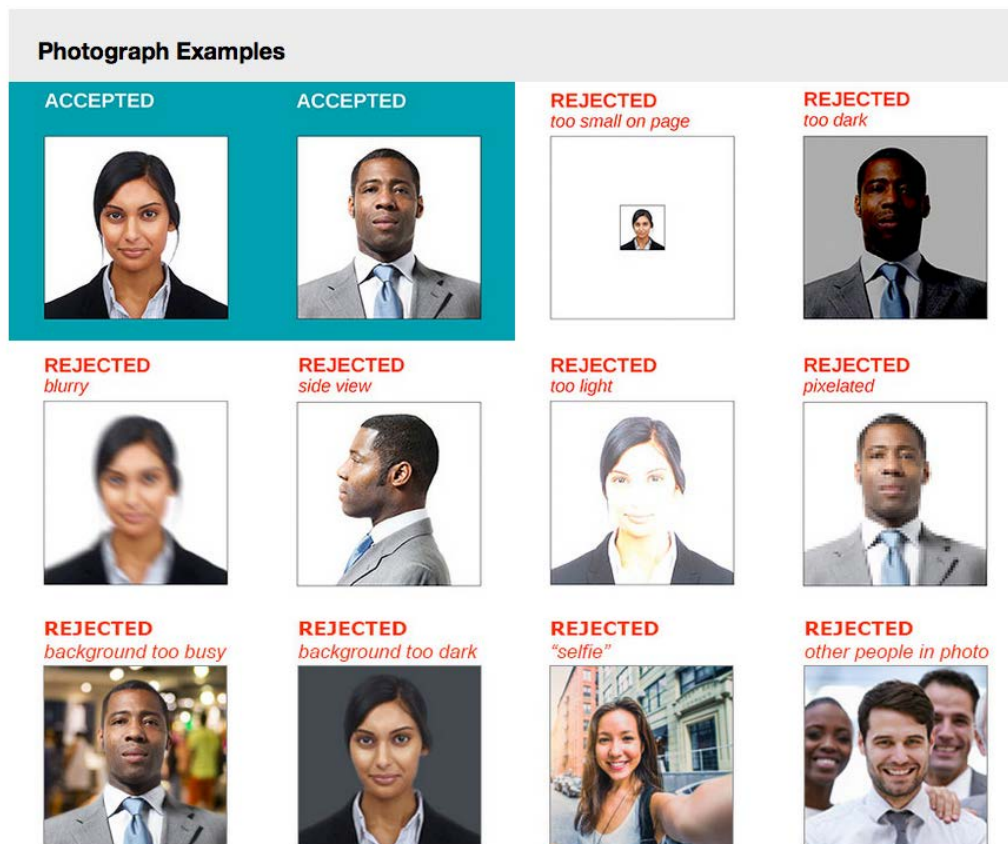 Photograph Examples
ACCEPTED
ACCEPTED
REJECTED
too small on page
REJECTED
too dark
REJECTED
blurry
REJECTED
side view
REJECTED
too light
REJECTED
pixelated
REJECTED
background too busy
REJECTED
background too dark
REJECTED
“selfie”
REJECTED
other people in photo